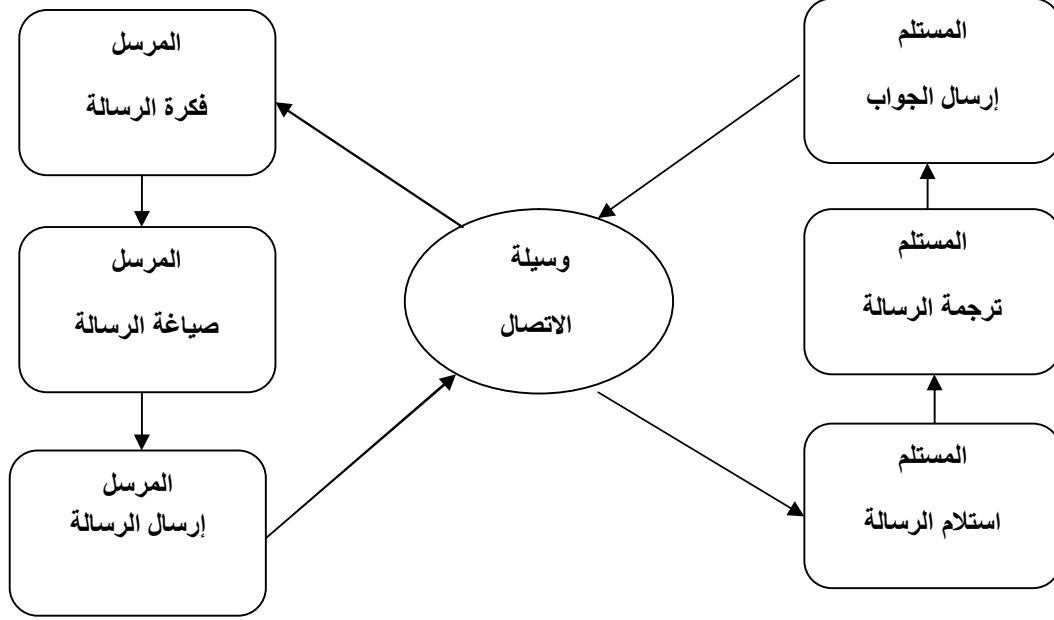 المرسل
فكرة الرسالة
المرسل
صياغة الرسالة
المرسل
إرسال الرسالة
وسيلة
الاتصال
المستلم
إرسال الجواب
المستلم
ترجمة الرسالة
المستلم
استلام الرسالة